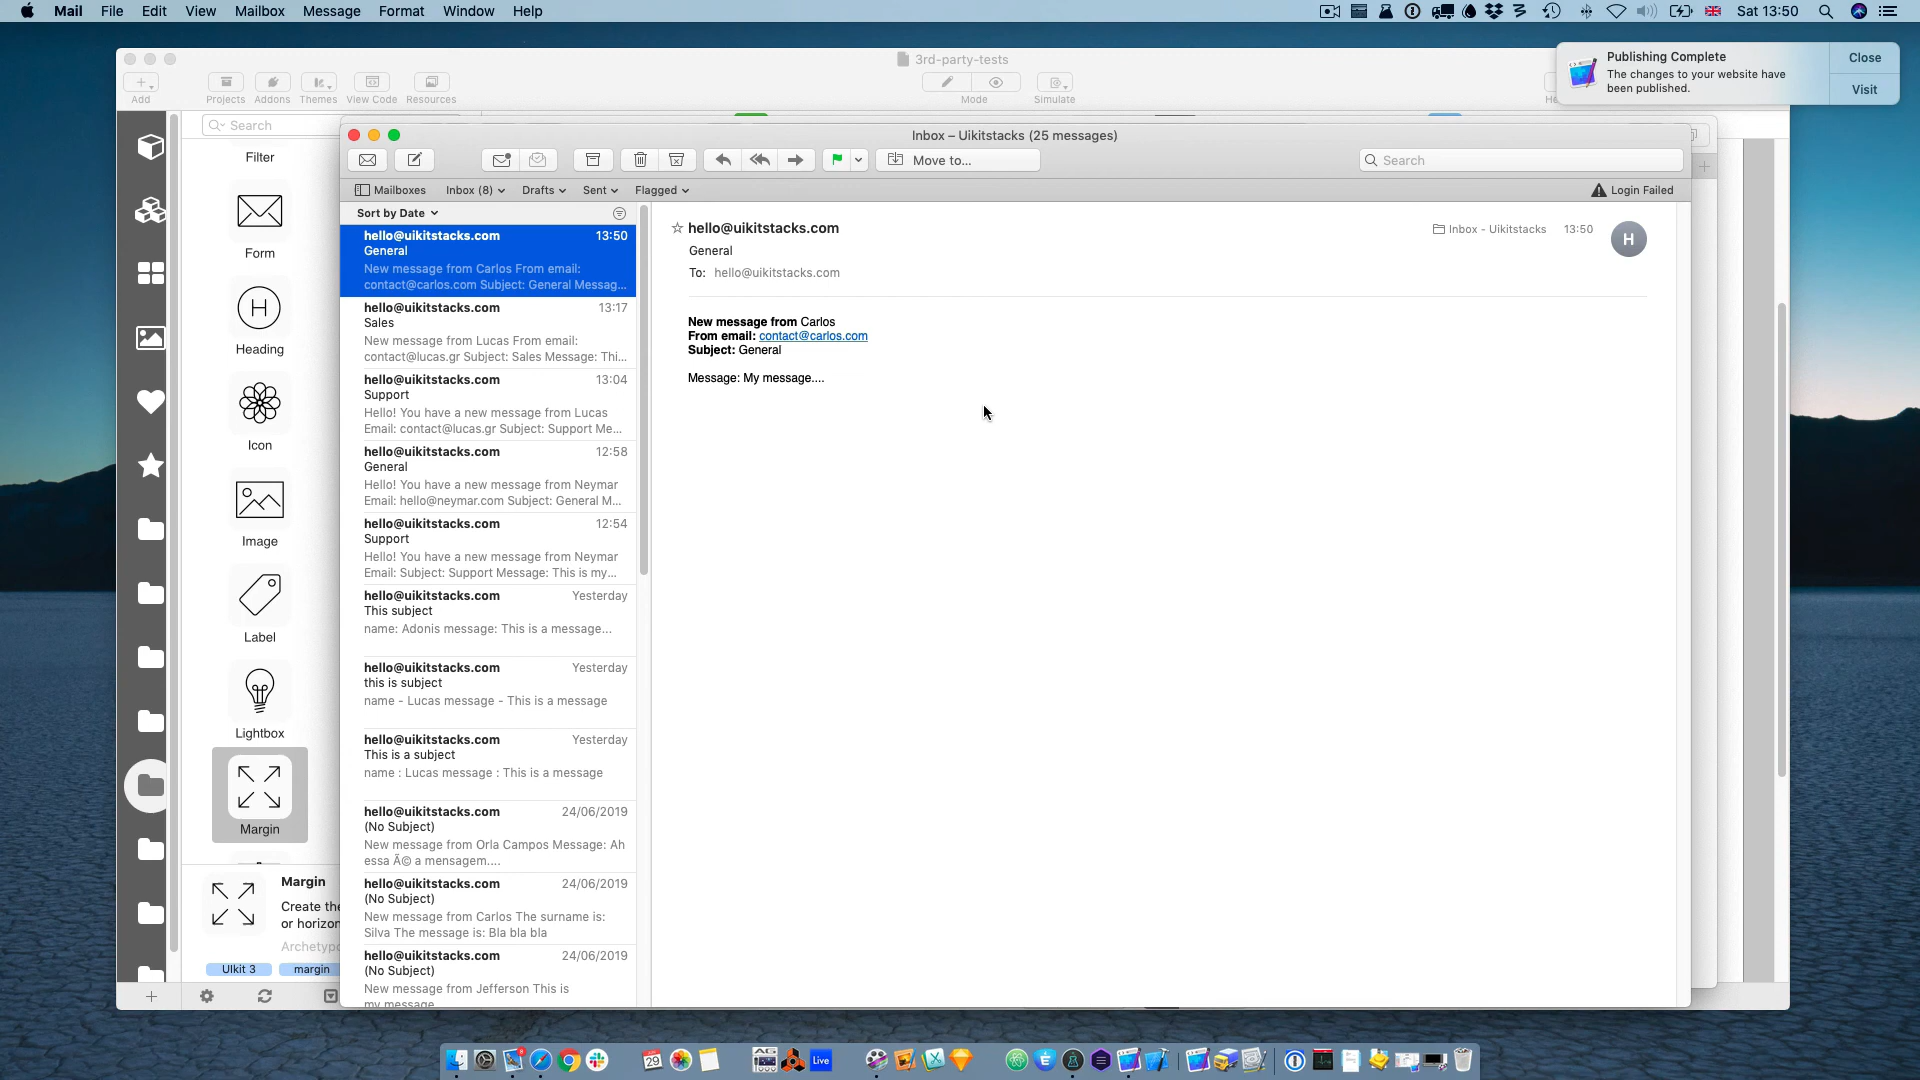 Mail File Edit View Mailbox Message Format Window Help
Sat 13:50
3rd-party-tests
Add Projects Addons Themes View Code Resources Mode Simulate
Publishing Complete
The changes to your website have
been published.
Close
Visit
Search
Filter
Form
Heading
H
Icon
Image
Label
Lightbox
Margin
Margin
Create the
or horizon
UIkit 3 margin
Inbox – Uikitstacks (25 messages)
Move to...
Search
Mailboxes Inbox (8) Drafts Sent Flagged
Login Failed
Sort by Date
hello@uikitstacks.com 13:50
General
New message from Carlos From email:
contact@carlos.com Subject: General Messag...
hello@uikitstacks.com 13:17
Sales
New message from Lucas From email:
contact@lucas.gr Subject: Sales Message: Thi...
hello@uikitstacks.com 13:04
Support
Hello! You have a new message from Lucas
Email: contact@lucas.gr Subject: Support Me...
hello@uikitstacks.com 12:58
General
Hello! You have a new message from Neymar
Email: hello@neymar.com Subject: General M...
hello@uikitstacks.com 12:54
Support
Hello! You have a new message from Neymar
Email: Subject: Support Message: This is my...
hello@uikitstacks.com Yesterday
This subject
name: Adonis message: This is a message...
hello@uikitstacks.com Yesterday
this is subject
name - Lucas message - This is a message
hello@uikitstacks.com Yesterday
This is a subject
name : Lucas message : This is a message
hello@uikitstacks.com 24/06/2019
(No Subject)
New message from Orla Campos Message: Ah
essa Ã© a mensagem....
hello@uikitstacks.com 24/06/2019
(No Subject)
New message from Carlos The surname is:
Silva The message is: Bla bla bla
hello@uikitstacks.com 24/06/2019
(No Subject)
New message from Jefferson This is
my message
hello@uikitstacks.com
Inbox - Uikitstacks 13:50
H
General
To: hello@uikitstacks.com
New message from Carlos
From email: contact@carlos.com
Subject: General
Message: My message....
29
Live